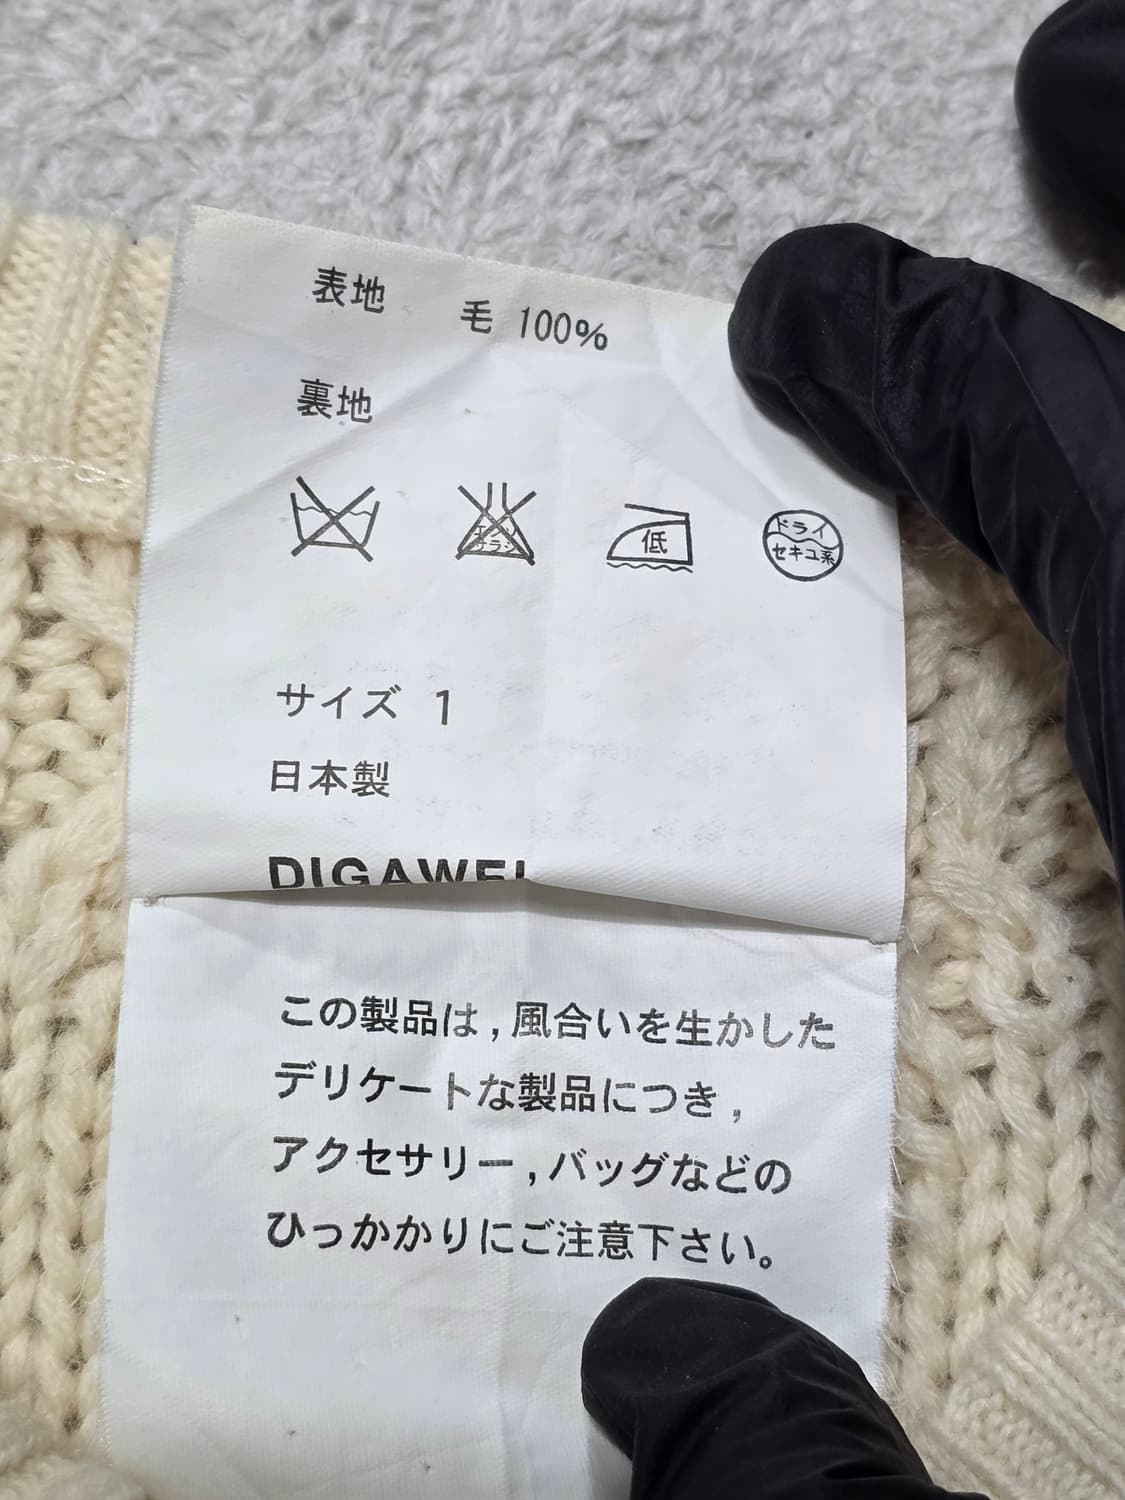 表地 毛 100%
裏地
エンソ
サラシ
低
ドライ
セキユ系
サイズ 1
日本製
DIGAWEL
この製品は,風合いを生かした
デリケートな製品につき,
アクセサリー,バッグなどの
ひっかかりにご注意下さい。